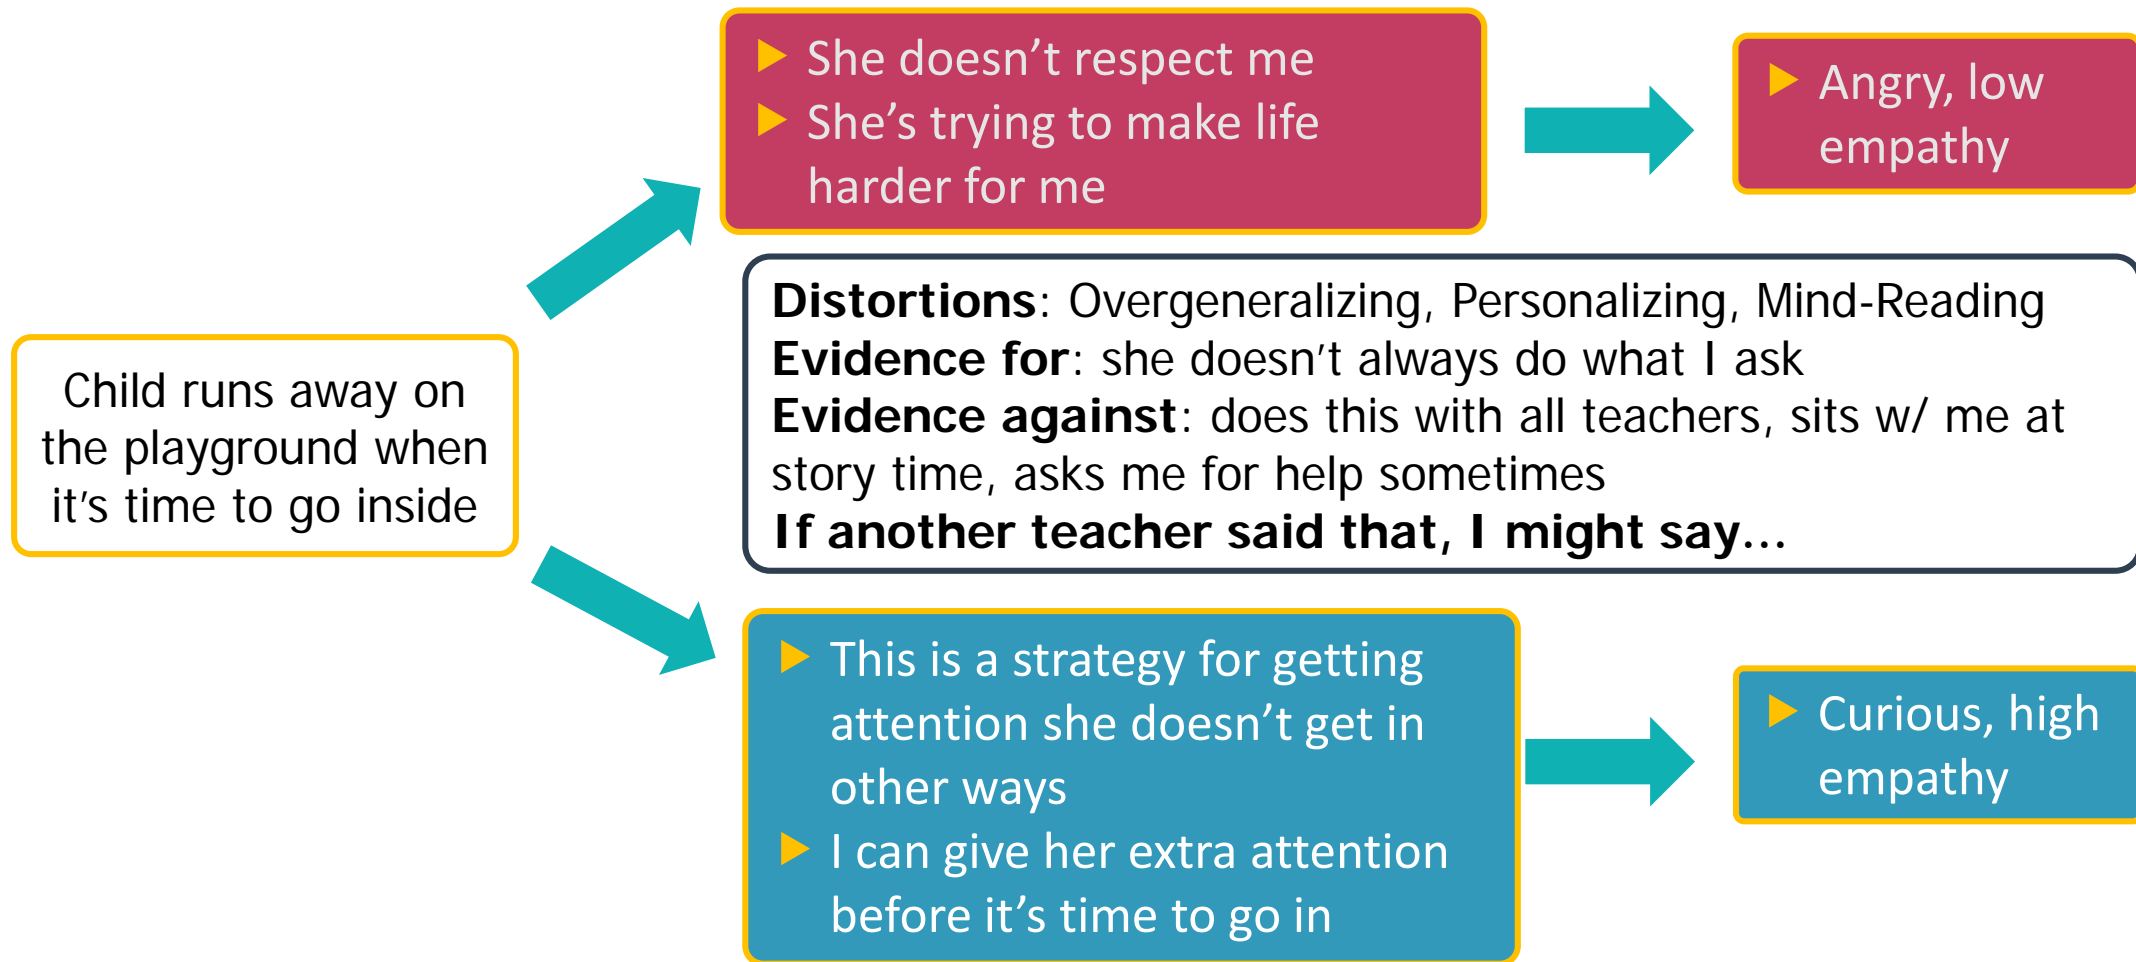 Child runs away on
the playground when
it's time to go inside
She doesn’t respect me
She’s trying to make life
harder for me
Angry, low
empathy
Distortions: Overgeneralizing, Personalizing, Mind-Reading
Evidence for: she doesn't always do what I ask
Evidence against: does this with all teachers, sits w/ me at
story time, asks me for help sometimes
If another teacher said that, I might say…
This is a strategy for getting
attention she doesn’t get in
other ways
I can give her extra attention
before it’s time to go in
Curious, high
empathy